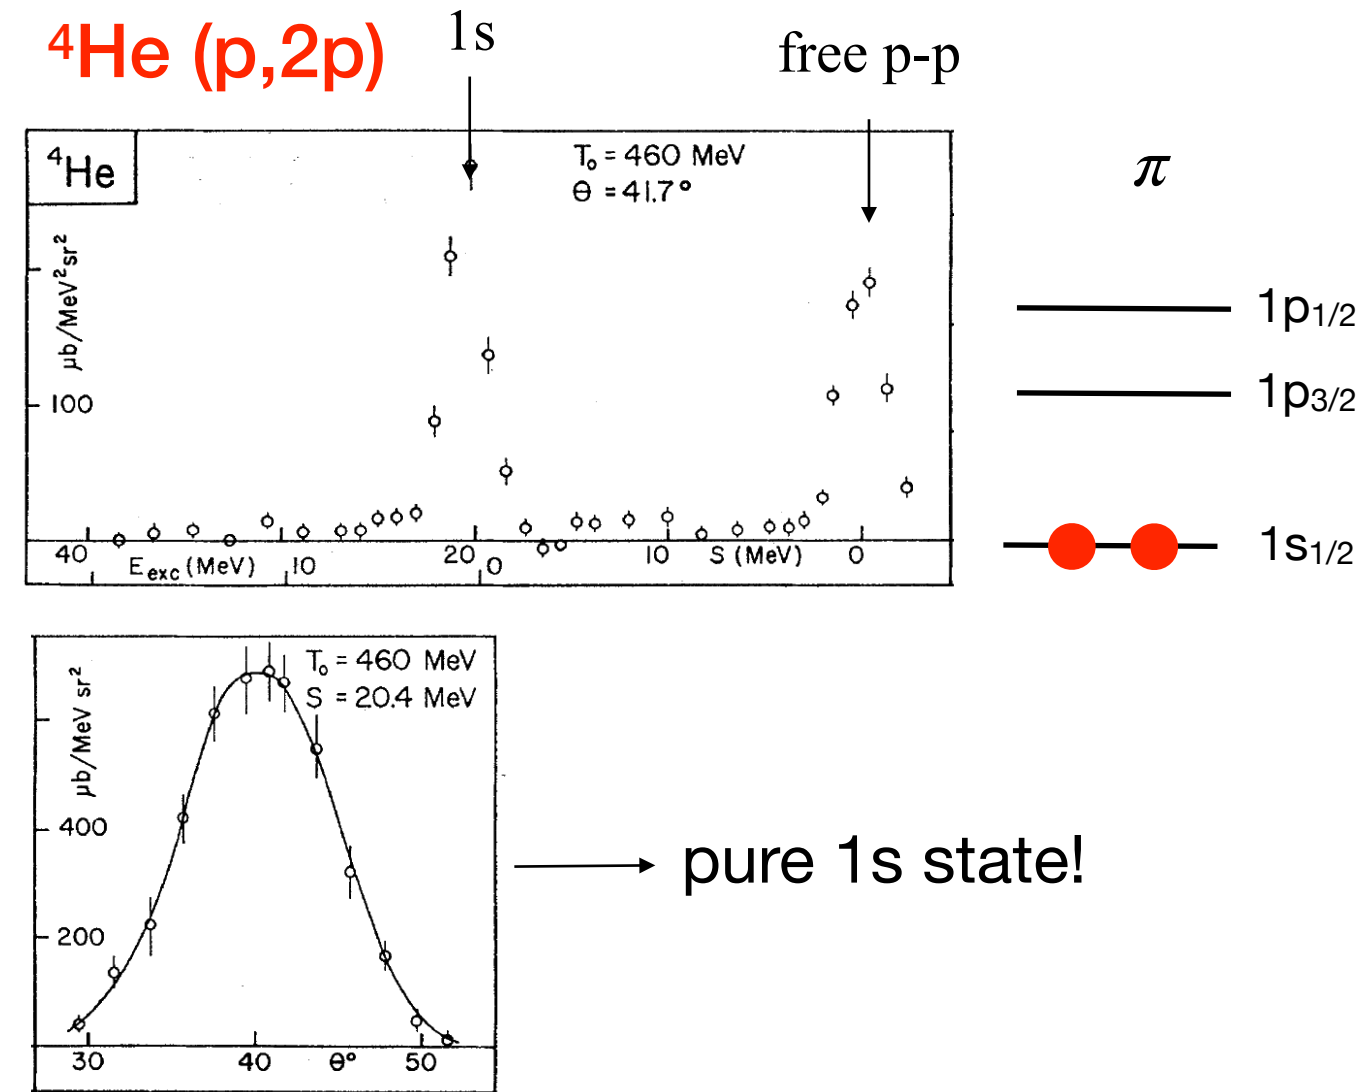 ⁴He (p,2p)
1s
free p-p
⁴He
T₀ = 460 MeV
θ = 41.7°
μb/MeV²sr²
100
40
20
10
S (MeV)
0
E_exc (MeV)
10
0
π
1p₁/₂
1p₃/₂
1s₁/₂
T₀ = 460 MeV
S = 20.4 MeV
μb/MeV sr²
400
200
30
40
θ°
50
pure 1s state!